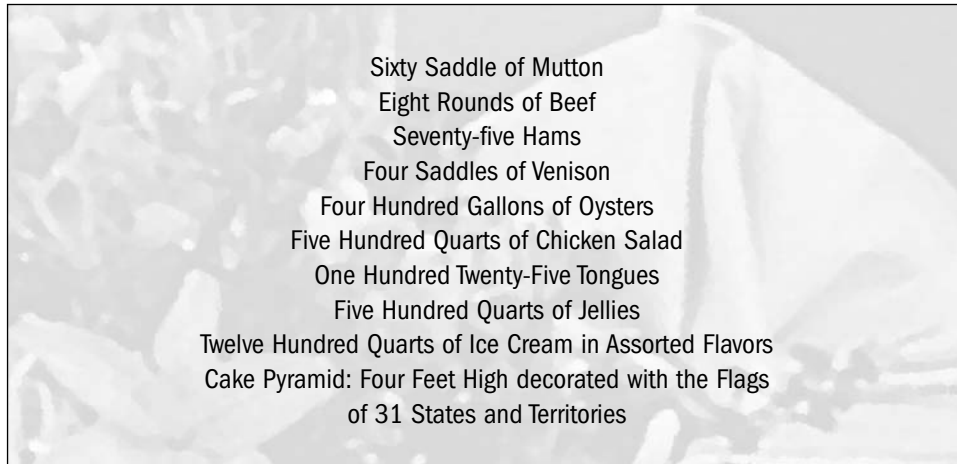 Sixty Saddle of Mutton
Eight Rounds of Beef
Seventy-five Hams
Four Saddles of Venison
Four Hundred Gallons of Oysters
Five Hundred Quarts of Chicken Salad
One Hundred Twenty-Five Tongues
Five Hundred Quarts of Jellies
Twelve Hundred Quarts of Ice Cream in Assorted Flavors
Cake Pyramid: Four Feet High decorated with the Flags
of 31 States and Territories